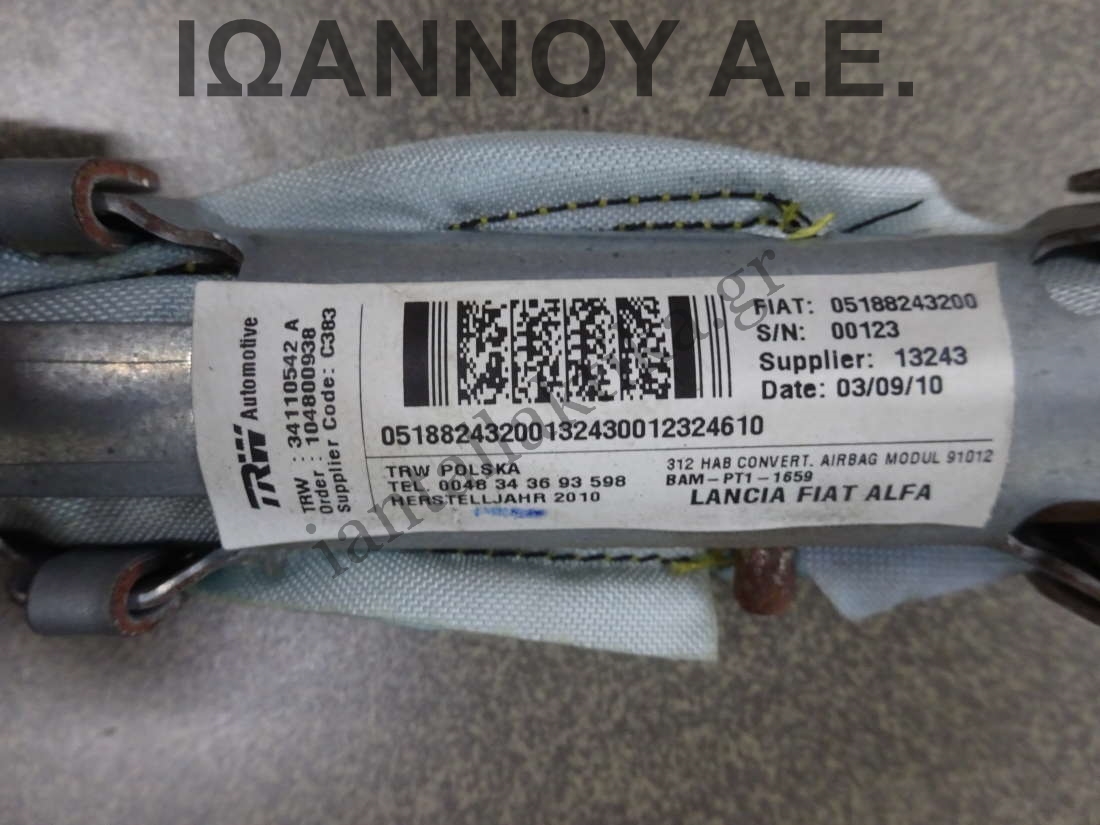 ΙΩΑΝΝΟΥ Α.Ε.
TRW Automotive
TRW : 34110542 A
Order : 1048009938
Supplier Code: C383
FIAT: 05188243200
S/N: 00123
Supplier: 13243
Date: 03/09/10
05188243200132430012324610
TRW POLSKA
TEL 0048 34 36 93 598
HERSTELLJAHR 2010
312 HAB CONVERT. AIRBAG MODUL 91012
BAM-PT1-1659
LANCIA FIAT ALFA